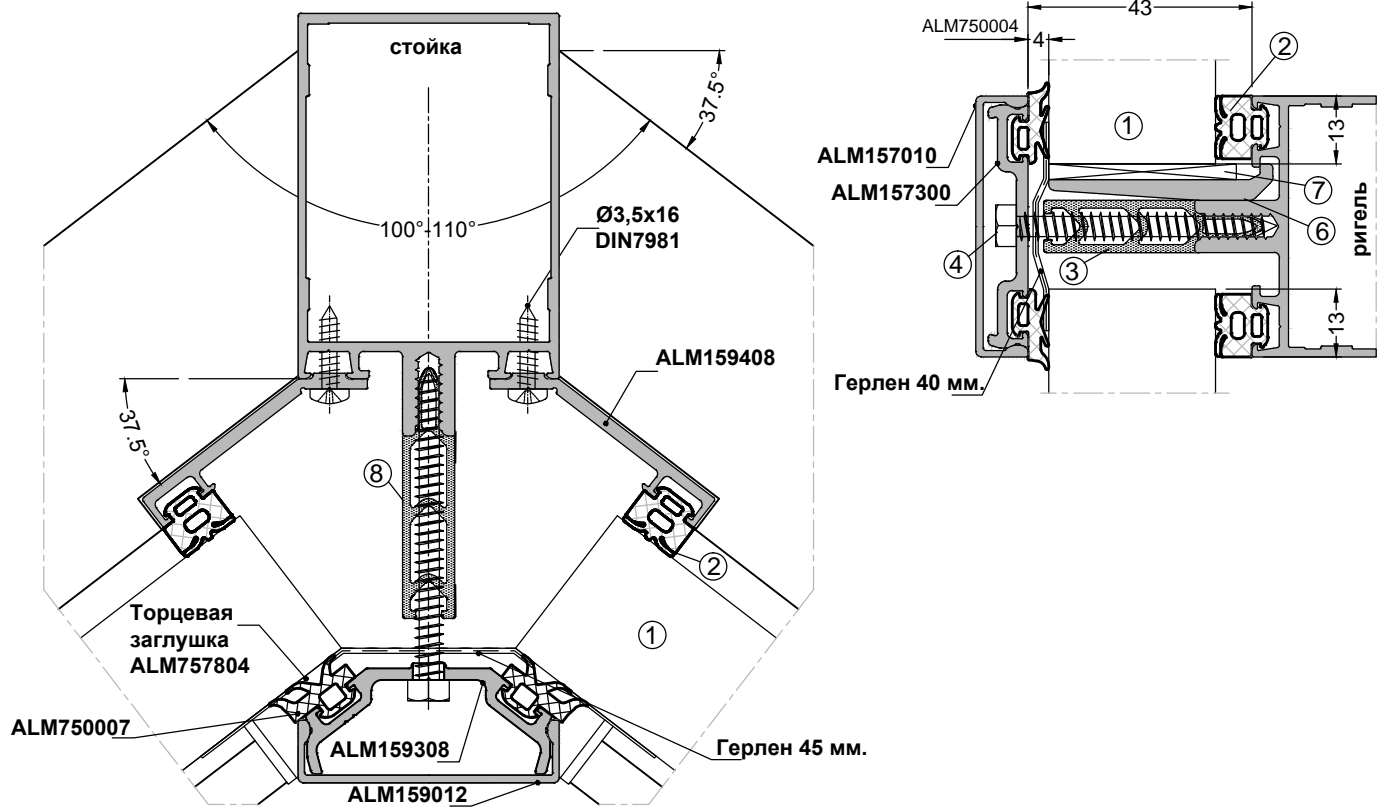 стойка
37.5°
100°-110°
Ø3,5x16
DIN7981
ALM159408
37.5°
8
2
1
Торцевая
заглушка
ALM757804
ALM750007
ALM159308
Герлен 45 мм.
ALM159012
43
ALM750004
4
2
1
13
ALM157010
ALM157300
7
6
ригель
4
3
13
Герлен 40 мм.